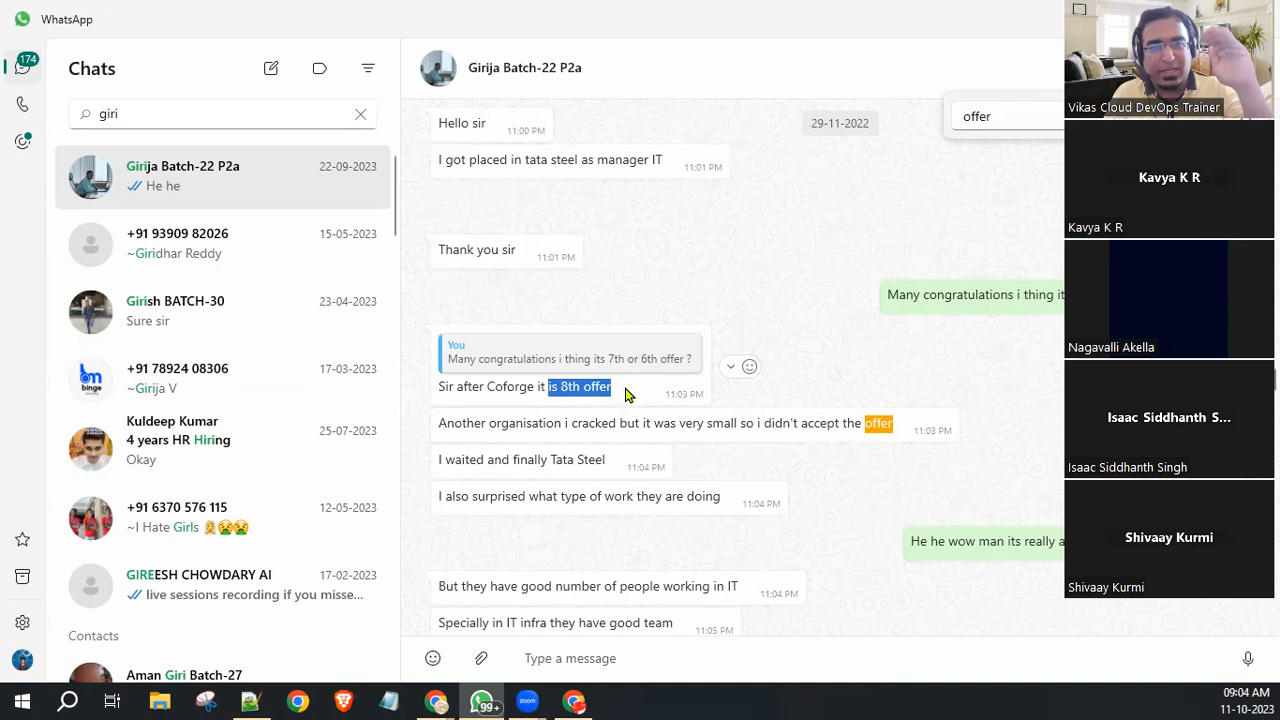 WhatsApp
174
Chats
giri
Girija Batch-22 P2a
22-09-2023
He he
+91 93909 82026
15-05-2023
~Giridhar Reddy
Girish BATCH-30
23-04-2023
Sure sir
+91 78924 08306
17-03-2023
~Girija V
bm
binge
Kuldeep Kumar
4 years HR Hiring
25-07-2023
Okay
+91 6370 576 115
12-05-2023
~I Hate Girls 🤦‍♀️🤮🤮
GIREESH CHOWDARY AI
17-02-2023
live sessions recording if you misse...
Contacts
Aman Giri Batch-27
Girija Batch-22 P2a
offer
29-11-2022
Hello sir
11:00 PM
I got placed in tata steel as manager IT
11:01 PM
Thank you sir
11:01 PM
Many congratulations i thing it
You
Many congratulations i thing its 7th or 6th offer ?
Sir after Coforge it is 8th offer
11:03 PM
Another organisation i cracked but it was very small so i didn't accept the offer
11:03 PM
I waited and finally Tata Steel
11:04 PM
I also surprised what type of work they are doing
11:04 PM
He he wow man its really a
But they have good number of people working in IT
11:04 PM
Specially in IT infra they have good team
11:05 PM
Type a message
Vikas Cloud DevOps Trainer
Kavya K R
Kavya K R
Nagavalli Akella
Isaac Siddhanth S...
Isaac Siddhanth Singh
Shivaay Kurmi
Shivaay Kurmi
99+
zoom
09:04 AM
11-10-2023